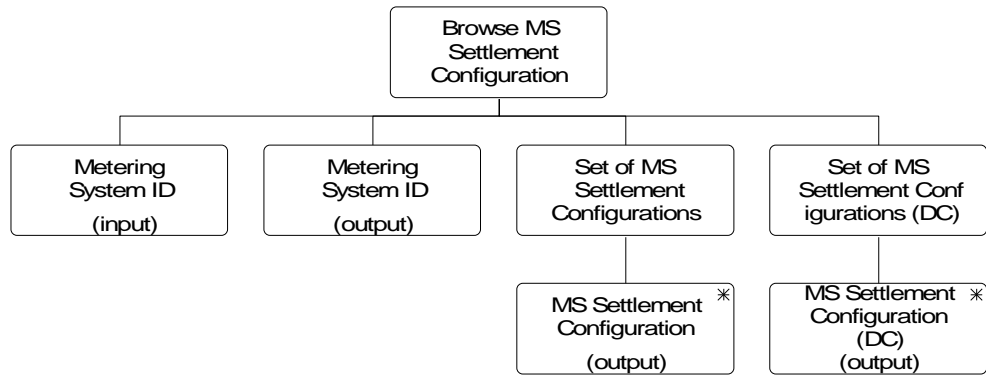 Browse MS
Settlement
Configuration
Metering
System ID
(input)
Metering
System ID
(output)
Set of MS
Settlement
Configurations
Set of MS
Settlement Conf
igurations (DC)
MS Settlement
Configuration
(output)
*
MS Settlement
Configuration
(DC)
(output)
*